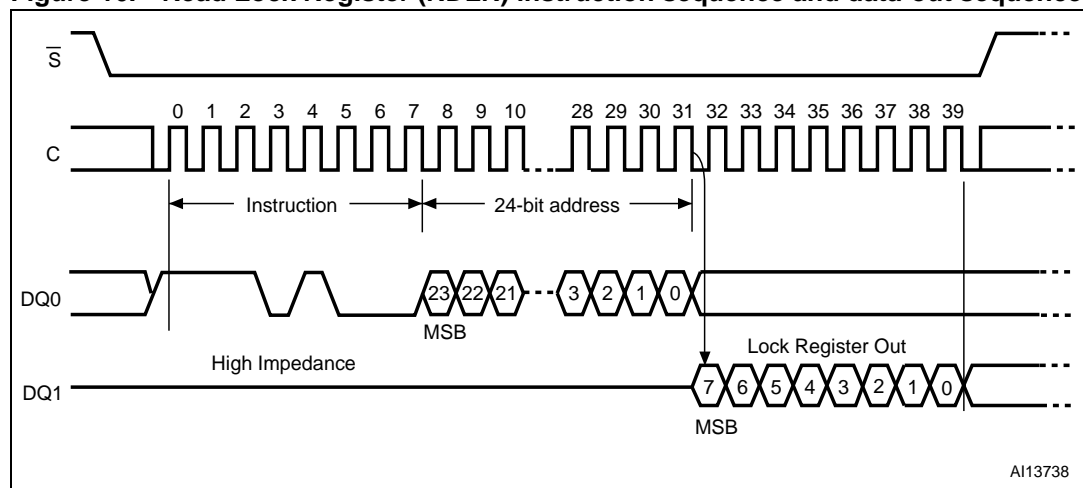 Figure 16. Read Lock Register (RDLR) instruction sequence and data-out sequence
S
0 1 2 3 4 5 6 7 8 9 10 28 29 30 31 32 33 34 35 36 37 38 39
C
Instruction 24-bit address
DQ0 23 22 21 3 2 1 0
MSB
High Impedance Lock Register Out
DQ1 7 6 5 4 3 2 1 0
MSB
AI13738